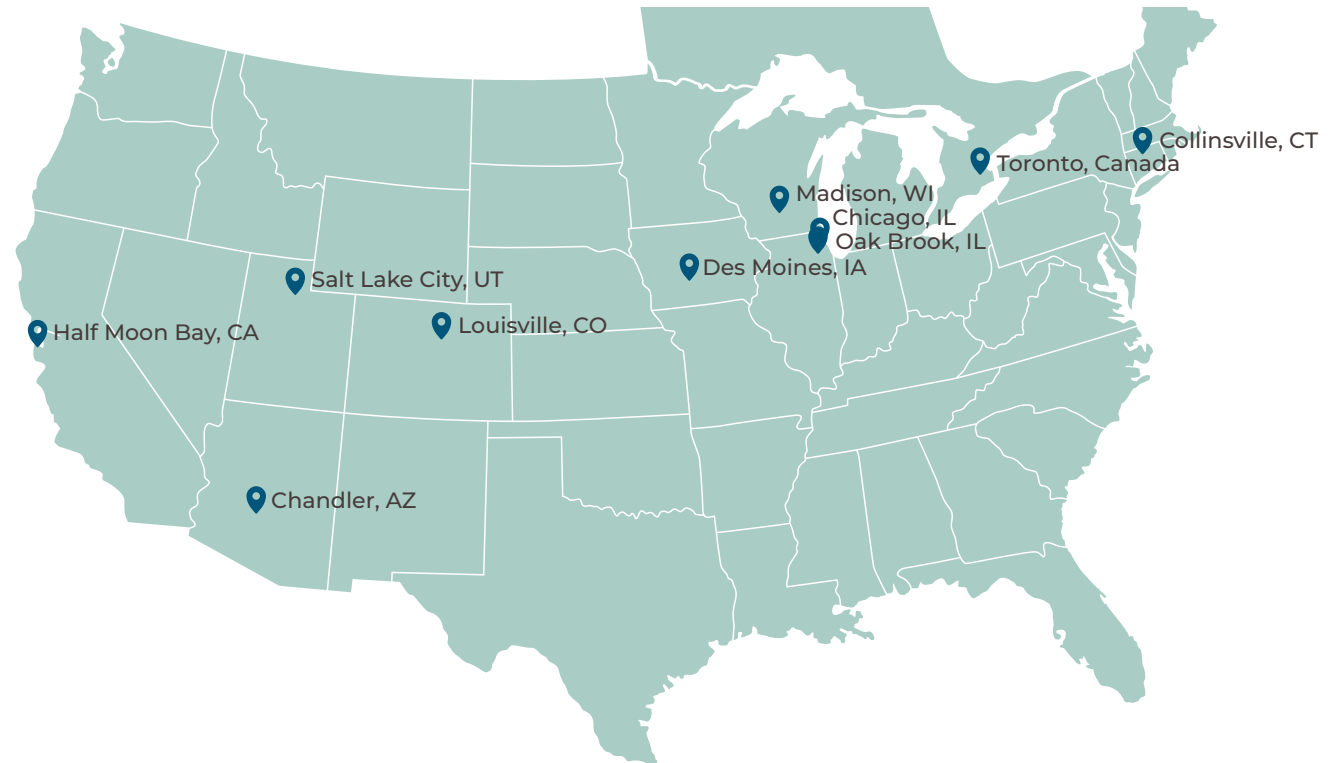 Collinsville, CT
Toronto, Canada
Madison, WI
Chicago, IL
Oak Brook, IL
Des Moines, IA
Salt Lake City, UT
Louisville, CO
Half Moon Bay, CA
Chandler, AZ